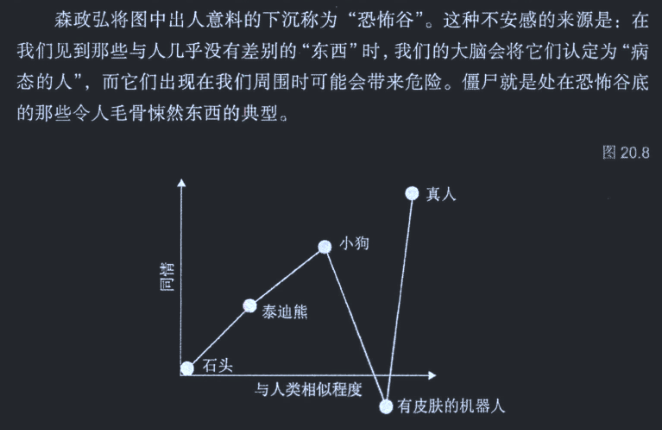 森政弘将图中出人意料的下沉称为“恐怖谷”。这种不安感的来源是：在
我们见到那些与人几乎没有差别的“东西”时，我们的大脑会将它们认定为“病
态的人”，而它们出现在我们周围时可能会带来危险。僵尸就是处在恐怖谷底
的那些令人毛骨悚然东西的典型。
图 20.8
真人
小狗
同情
泰迪熊
石头
与人类相似程度
有皮肤的机器人